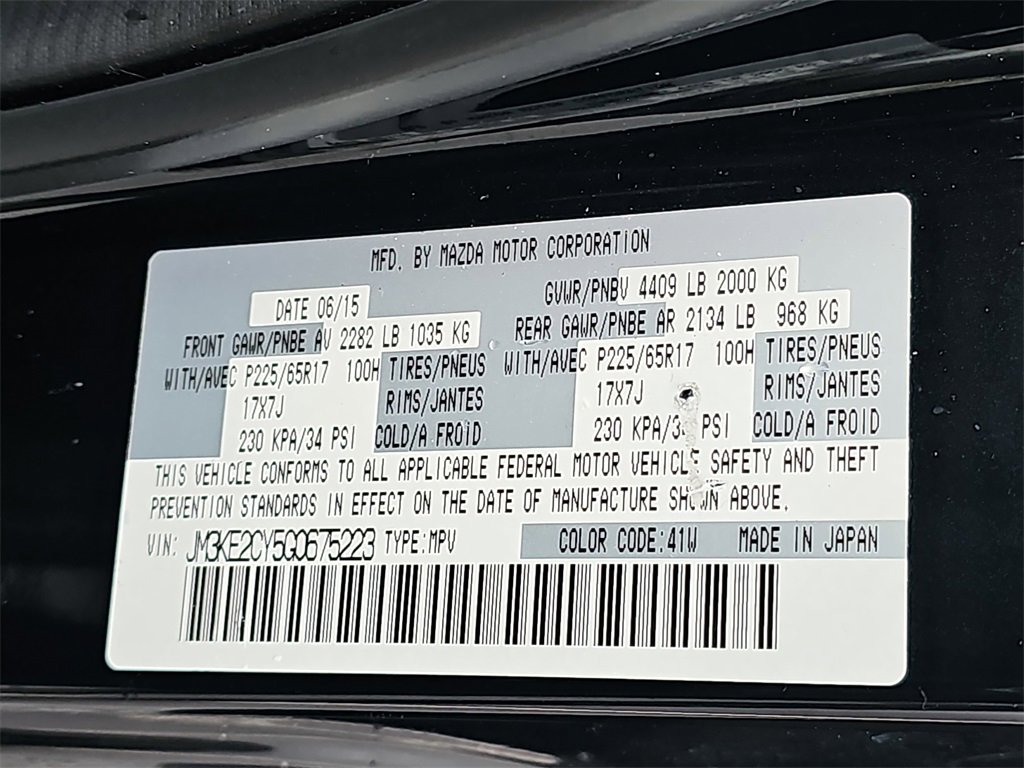 MFD. BY MAZDA MOTOR CORPORATION
DATE 06/15 GVWR/PNBV 4409 LB 2000 KG
FRONT GAWR/PNBE AV 2282 LB 1035 KG REAR GAWR/PNBE AR 2134 LB 968 KG
WITH/AVEC P225/65R17 100H TIRES/PNEUS WITH/AVEC P225/65R17 100H TIRES/PNEUS
17X7J RIMS/JANTES 17X7J RIMS/JANTES
230 KPA/34 PSI COLD/A FROID 230 KPA/34 PSI COLD/A FROID
THIS VEHICLE CONFORMS TO ALL APPLICABLE FEDERAL MOTOR VEHICLE SAFETY AND THEFT
PREVENTION STANDARDS IN EFFECT ON THE DATE OF MANUFACTURE SHOWN ABOVE.
VIN: JM3KE2CY5G0675223 TYPE:MPV COLOR CODE:41W MADE IN JAPAN